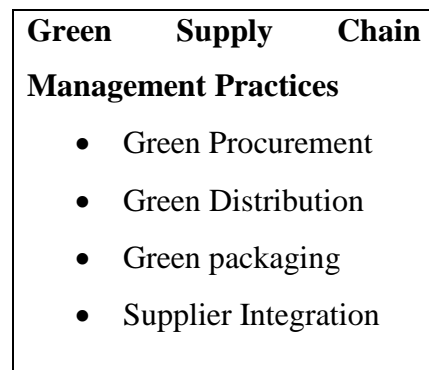 Green Supply Chain
Management Practices
• Green Procurement
• Green Distribution
• Green packaging
• Supplier Integration